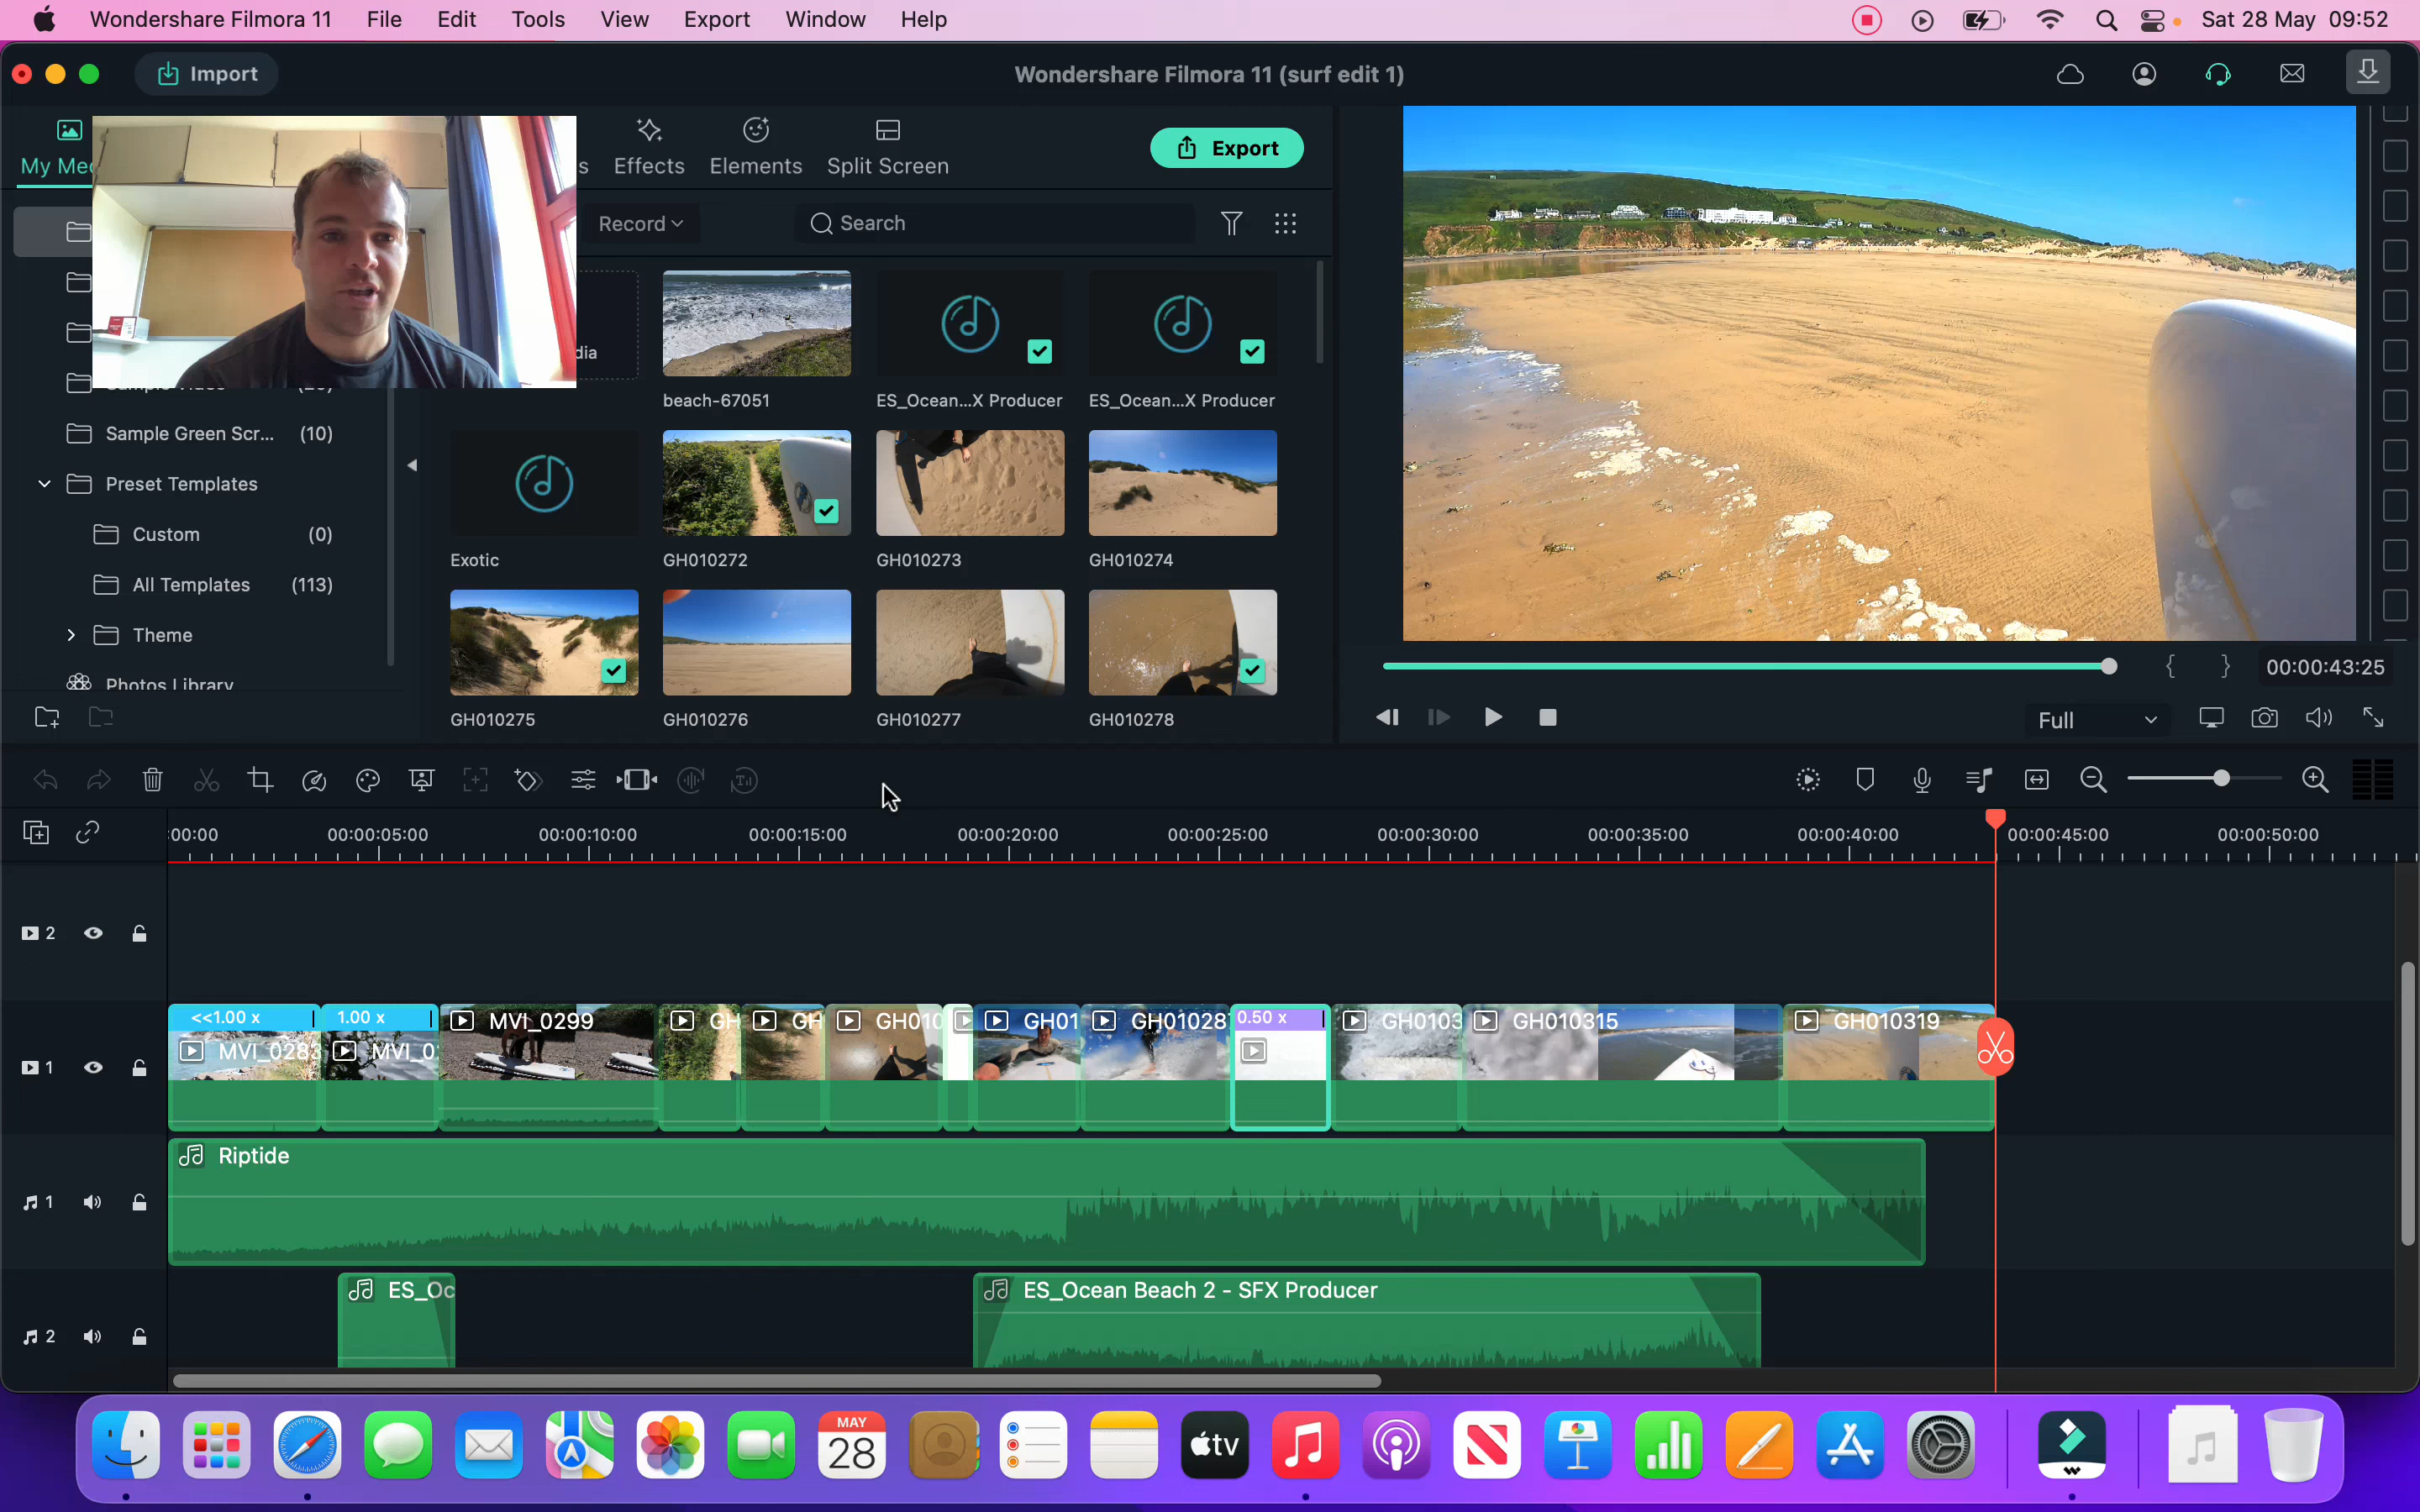 Wondershare Filmora 11 File Edit Tools View Export Window Help Sat 28 May 09:52
Import Wondershare Filmora 11 (surf edit 1)
My Me Effects Elements Split Screen Export
Record Search
beach-67051 ES_Ocean...X Producer ES_Ocean...X Producer
Sample Green Scr... (10)
Preset Templates
Custom (0)
Exotic GH010272 GH010273 GH010274
All Templates (113)
Theme
Photos Library
GH010275 GH010276 GH010277 GH010278
00:00:43:25
Full
:00:00 00:00:05:00 00:00:10:00 00:00:15:00 00:00:20:00 00:00:25:00 00:00:30:00 00:00:35:00 00:00:40:00 00:00:45:00 00:00:50:00
2
<<1.00 x 1.00 x MVI_0299 GH GH GH010 GH01 GH01028 0.50 x GH0103 GH010315 GH010319
MVI_0283 MVI_0
1
Riptide
1
ES_Oc ES_Ocean Beach 2 - SFX Producer
2
MAY
28
tv